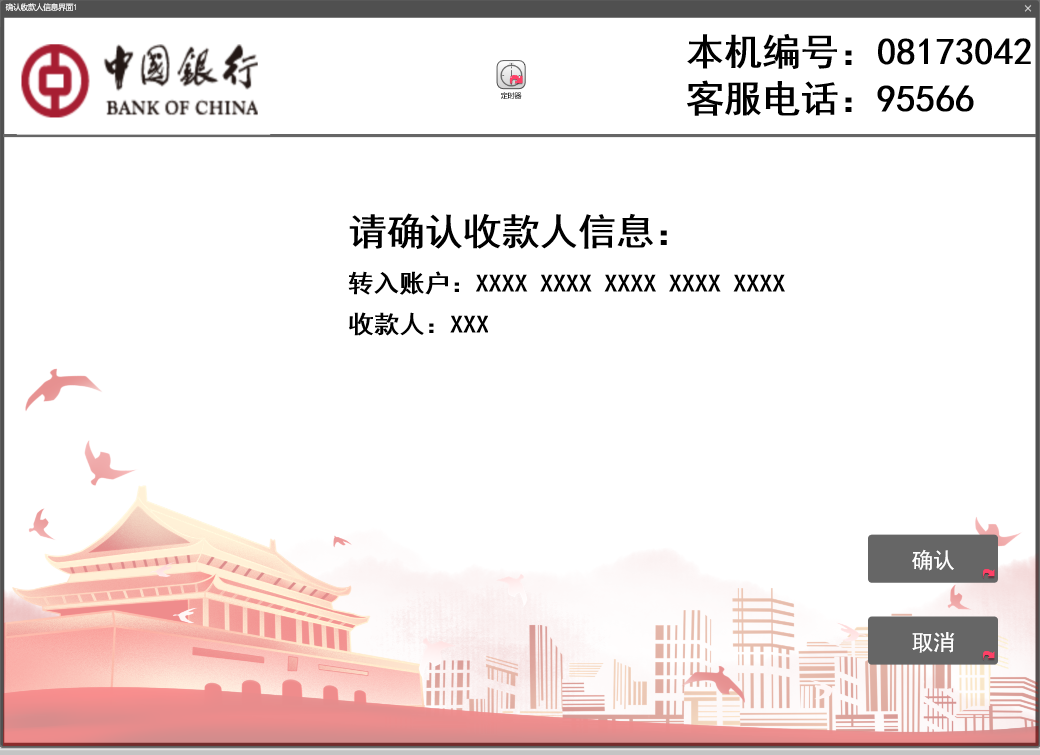 确认收款人信息界面1
中国銀行
BANK OF CHINA
定时器
本机编号：08173042
客服电话：95566
请确认收款人信息：
转入账户：XXXX XXXX XXXX XXXX XXXX
收款人：XXX
确认
取消